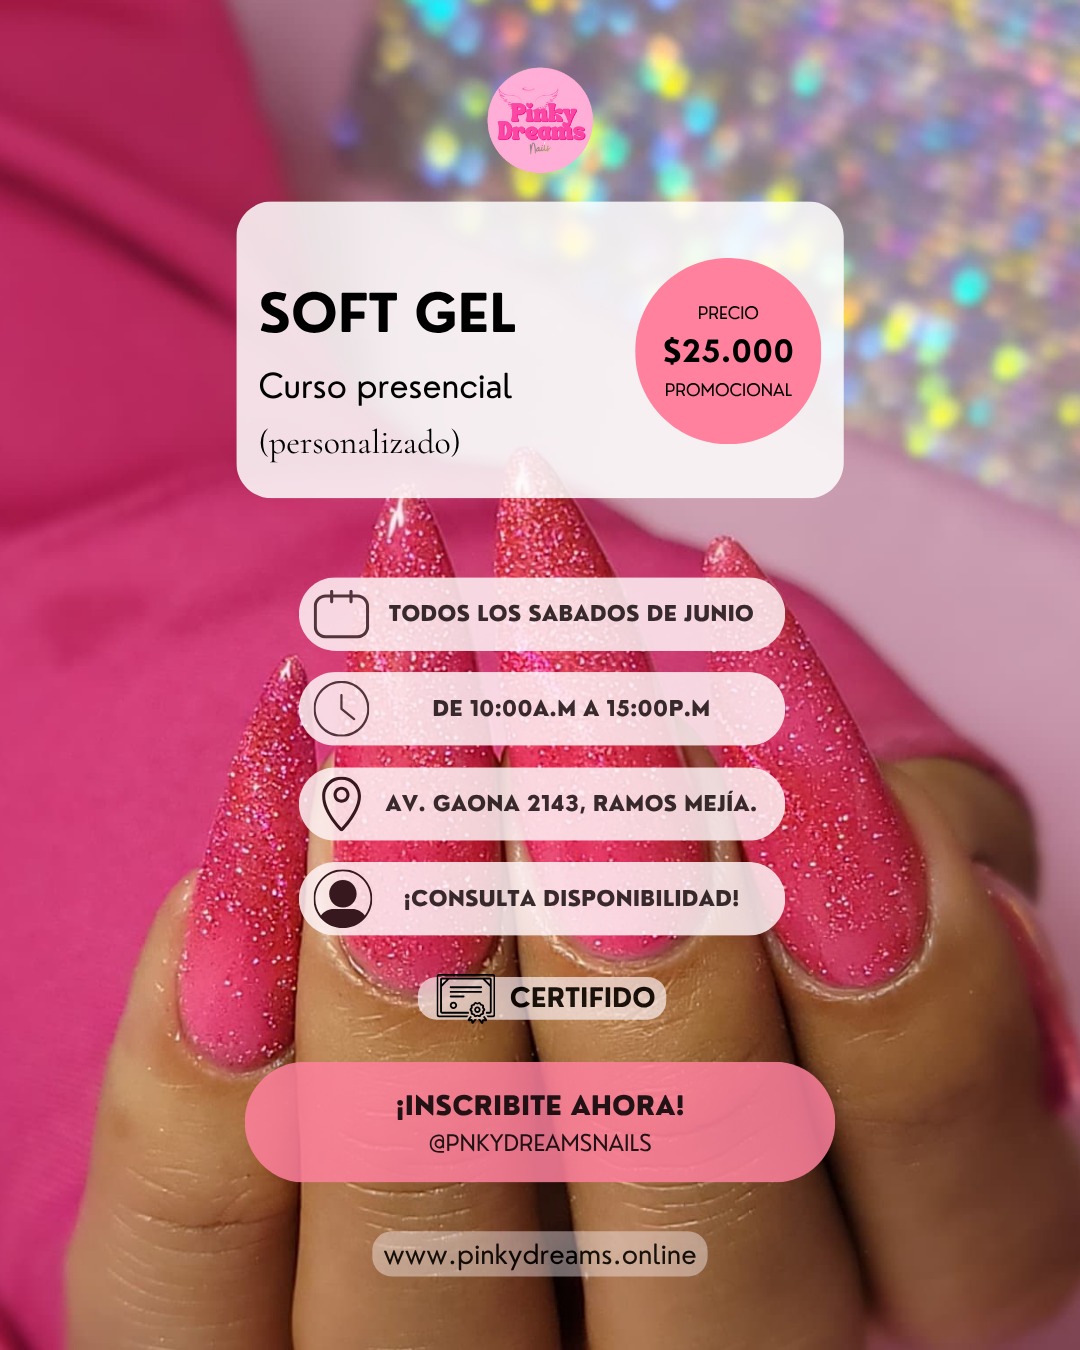 Pinky
Dreams
Nails
SOFT GEL
Curso presencial
(personalizado)
PRECIO
$25.000
PROMOCIONAL
TODOS LOS SABADOS DE JUNIO
DE 10:00A.M A 15:00P.M
AV. GAONA 2143, RAMOS MEJÍA.
¡CONSULTA DISPONIBILIDAD!
CERTIFIDO
¡INSCRIBITE AHORA!
@PNKYDREAMSNAILS
www.pinkydreams.online